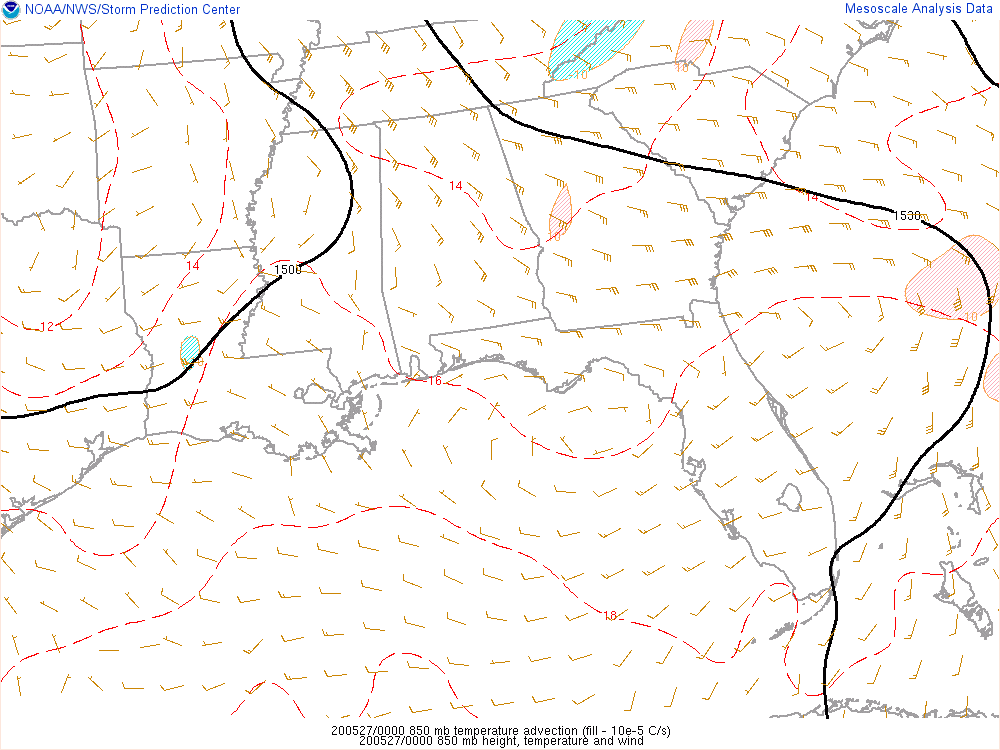 NOAA/NWS/Storm Prediction Center
Mesoscale Analysis Data
-10
10
14
14
1530
14
1500
10
12
16
18
200527/0000 850 mb temperature advection (fill - 10e-5 C/s)
200527/0000 850 mb height, temperature and wind